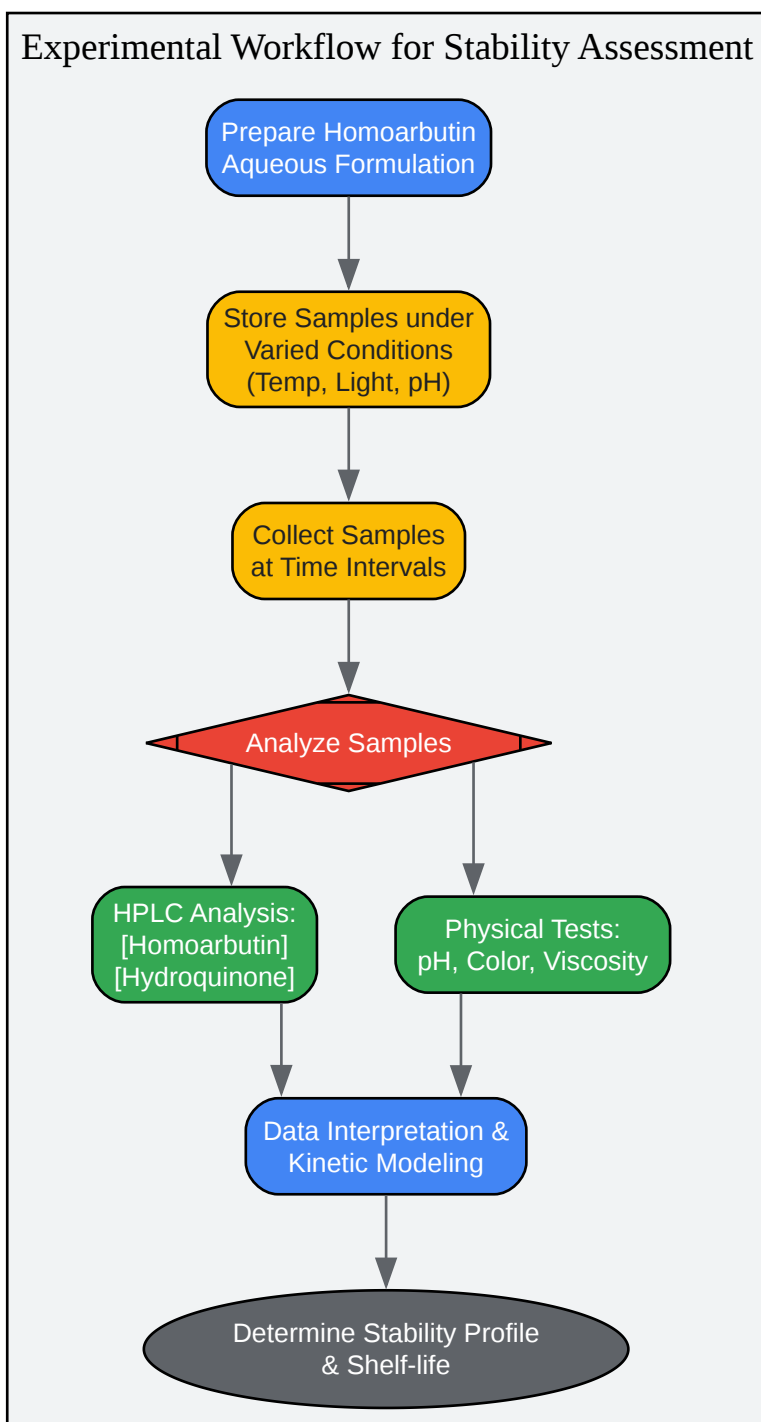 Experimental Workflow for Stability Assessment
Prepare Homoarbutin
Aqueous Formulation
Store Samples under
Varied Conditions
(Temp, Light, pH)
Collect Samples
at Time Intervals
Analyze Samples
HPLC Analysis:
[Homoarbutin]
[Hydroquinone]
Physical Tests:
pH, Color, Viscosity
Data Interpretation &
Kinetic Modeling
Determine Stability Profile
& Shelf-life